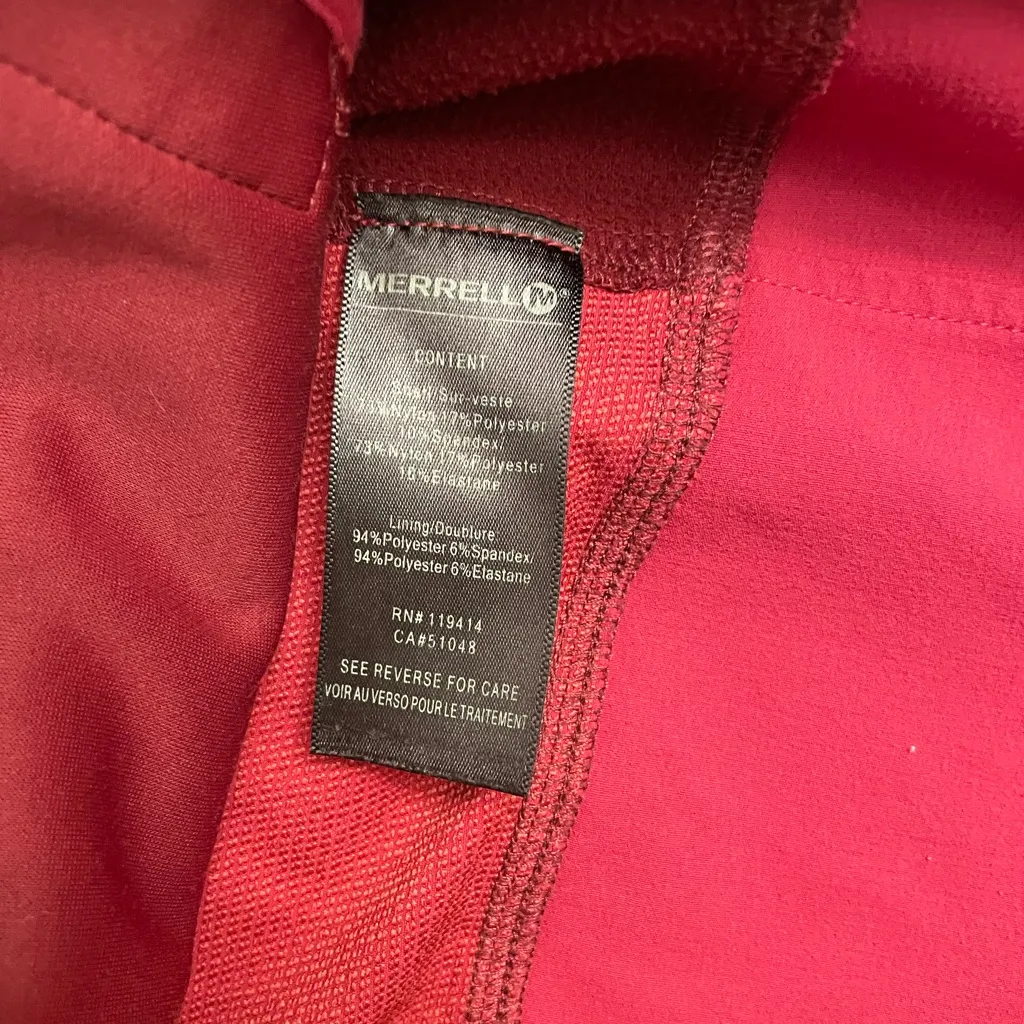 MERRELL M®
CONTENT
Shell/Sur-veste
73%Nylon 17%Polyester
10%Spandex/
73%Nylon 17%Polyester
10%Elastane
Lining/Doublure
94%Polyester 6%Spandex/
94%Polyester 6%Elastane
RN# 119414
CA#51048
SEE REVERSE FOR CARE
VOIR AU VERSO POUR LE TRAITEMENT